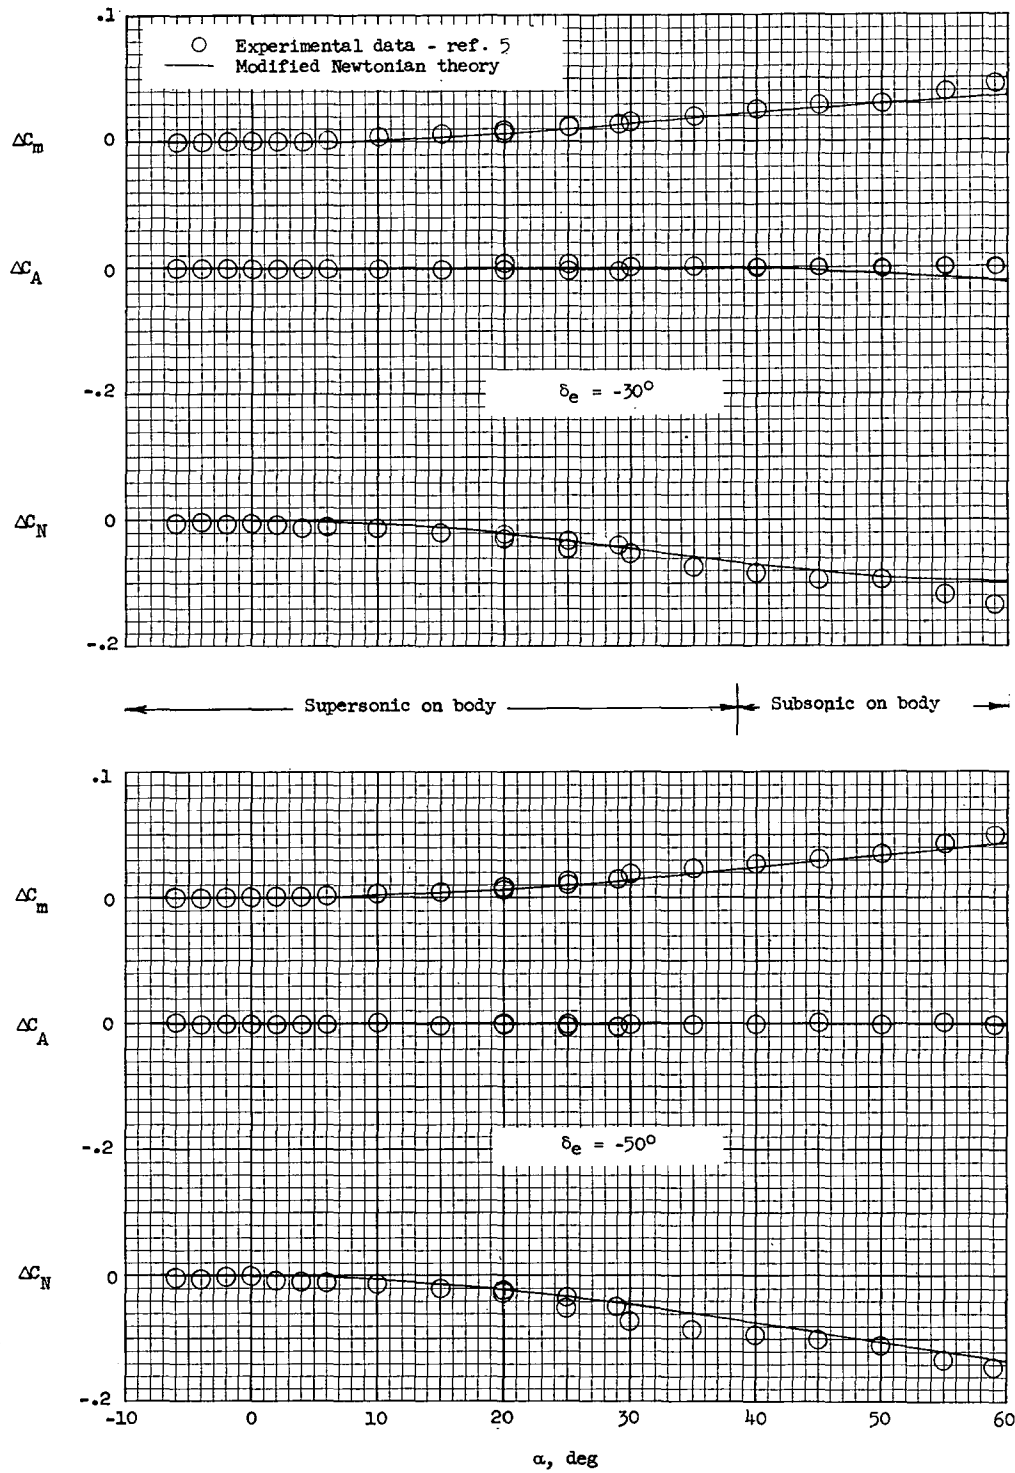 .1
○ Experimental data - ref. 5
— Modified Newtonian theory
ΔC_m 0
ΔC_A 0
-.2
δ_e = -30°
ΔC_N 0
-.2
Supersonic on body
Subsonic on body
.1
ΔC_m 0
ΔC_A 0
-.2
δ_e = -50°
ΔC_N 0
-.2
-10 0 10 20 30 40 50 60
α, deg